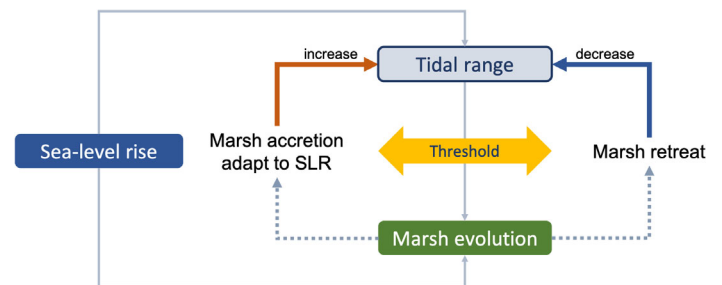 increase
decrease
Tidal range
Sea-level rise
Marsh accretion
adapt to SLR
Threshold
Marsh retreat
Marsh evolution